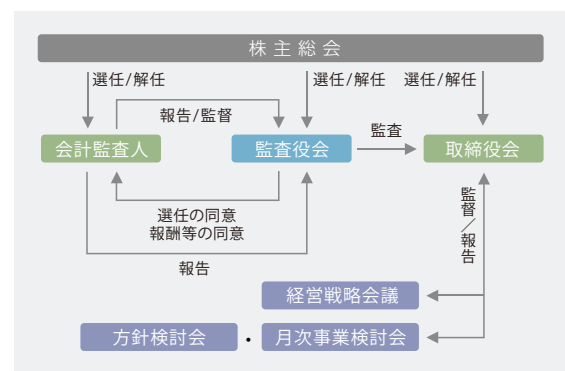 株主総会
選任/解任
選任/解任
選任/解任
報告/監督
監査
会計監査人
監査役会
取締役会
選任の同意
報酬等の同意
報告
監督／報告
経営戦略会議
方針検討会・月次事業検討会